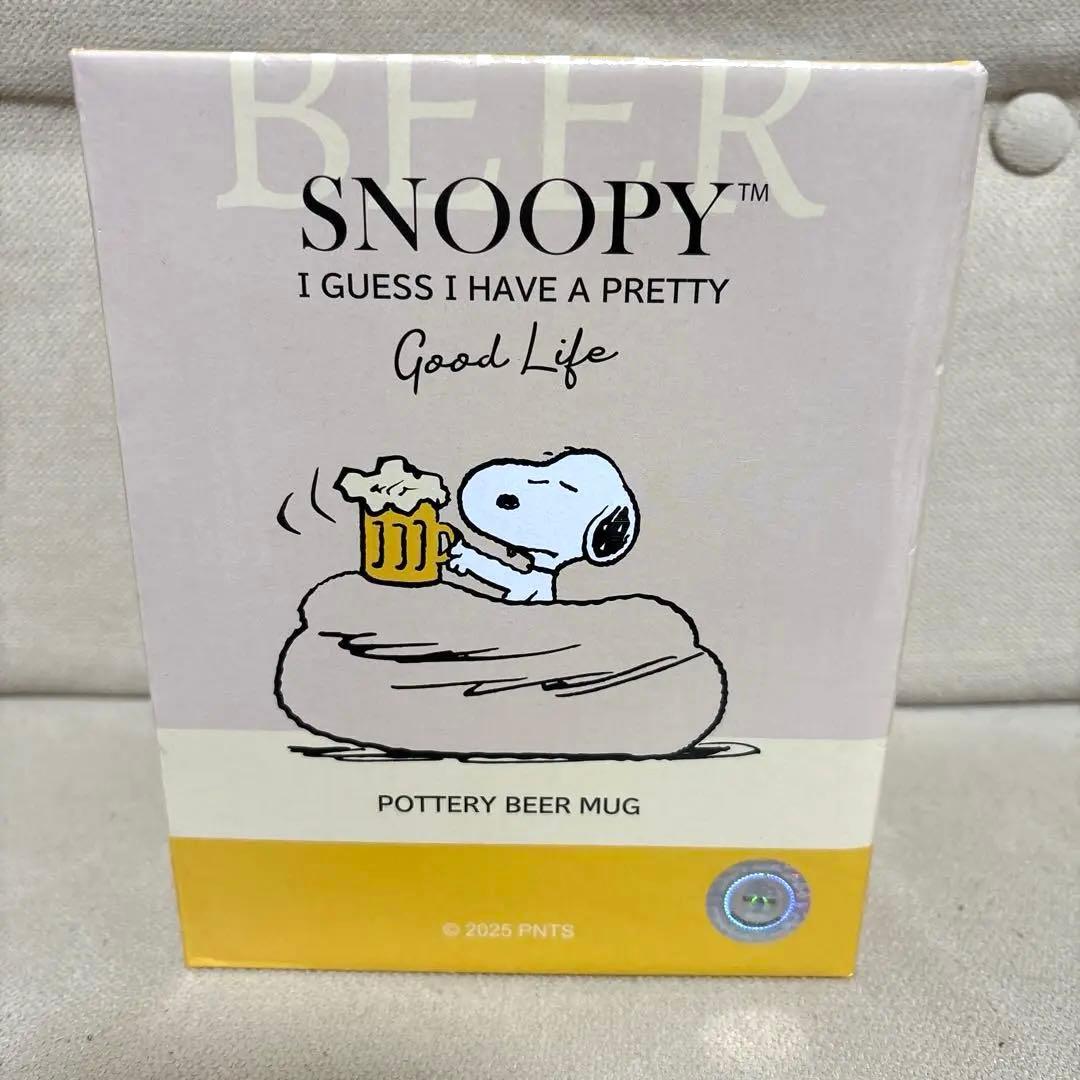 BEER
SNOOPY™
I GUESS I HAVE A PRETTY
Good Life
POTTERY BEER MUG
© 2025 PNTS